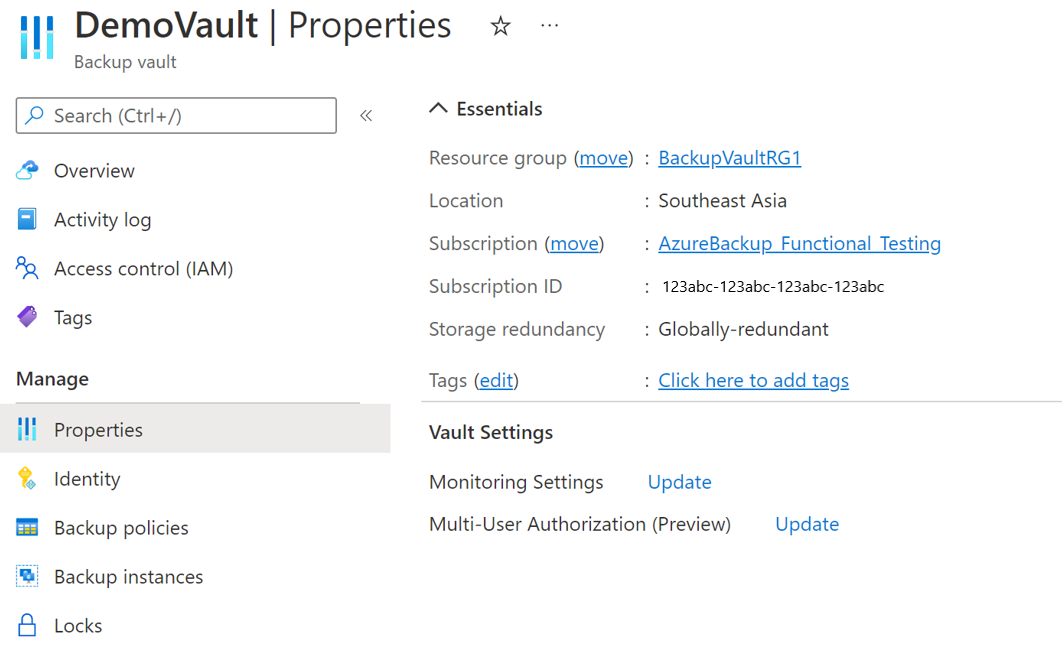 DemoVault | Properties
Backup vault
Search (Ctrl+/)
Overview
Activity log
Access control (IAM)
Tags
Manage
Properties
Identity
Backup policies
Backup instances
Locks
Essentials
Resource group (move) : BackupVaultRG1
Location : Southeast Asia
Subscription (move) : AzureBackup_Functional_Testing
Subscription ID : 123abc-123abc-123abc-123abc
Storage redundancy : Globally-redundant
Tags (edit) : Click here to add tags
Vault Settings
Monitoring Settings Update
Multi-User Authorization (Preview) Update